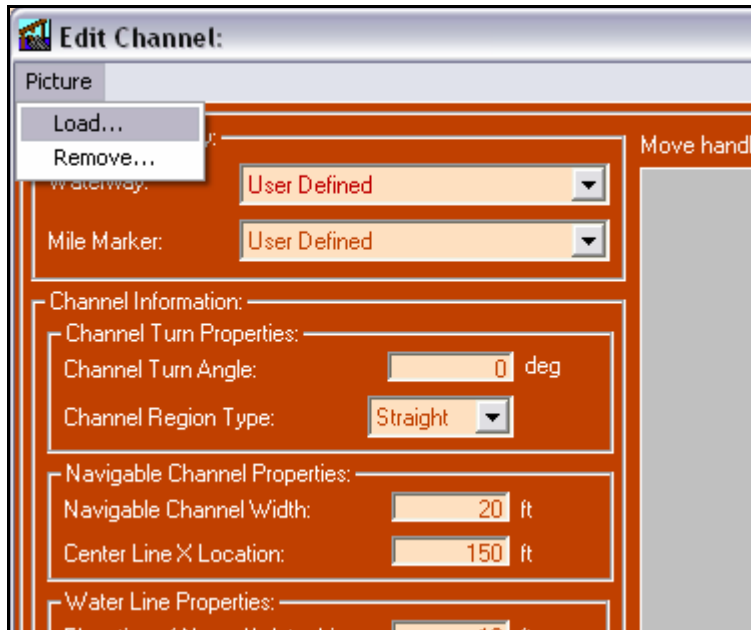 Edit Channel:
Picture
Load...
Remove...
Move handl
Waterway: User Defined
Mile Marker: User Defined
Channel Information:
Channel Turn Properties:
Channel Turn Angle: 0 deg
Channel Region Type: Straight
Navigable Channel Properties:
Navigable Channel Width: 20 ft
Center Line X Location: 150 ft
Water Line Properties: